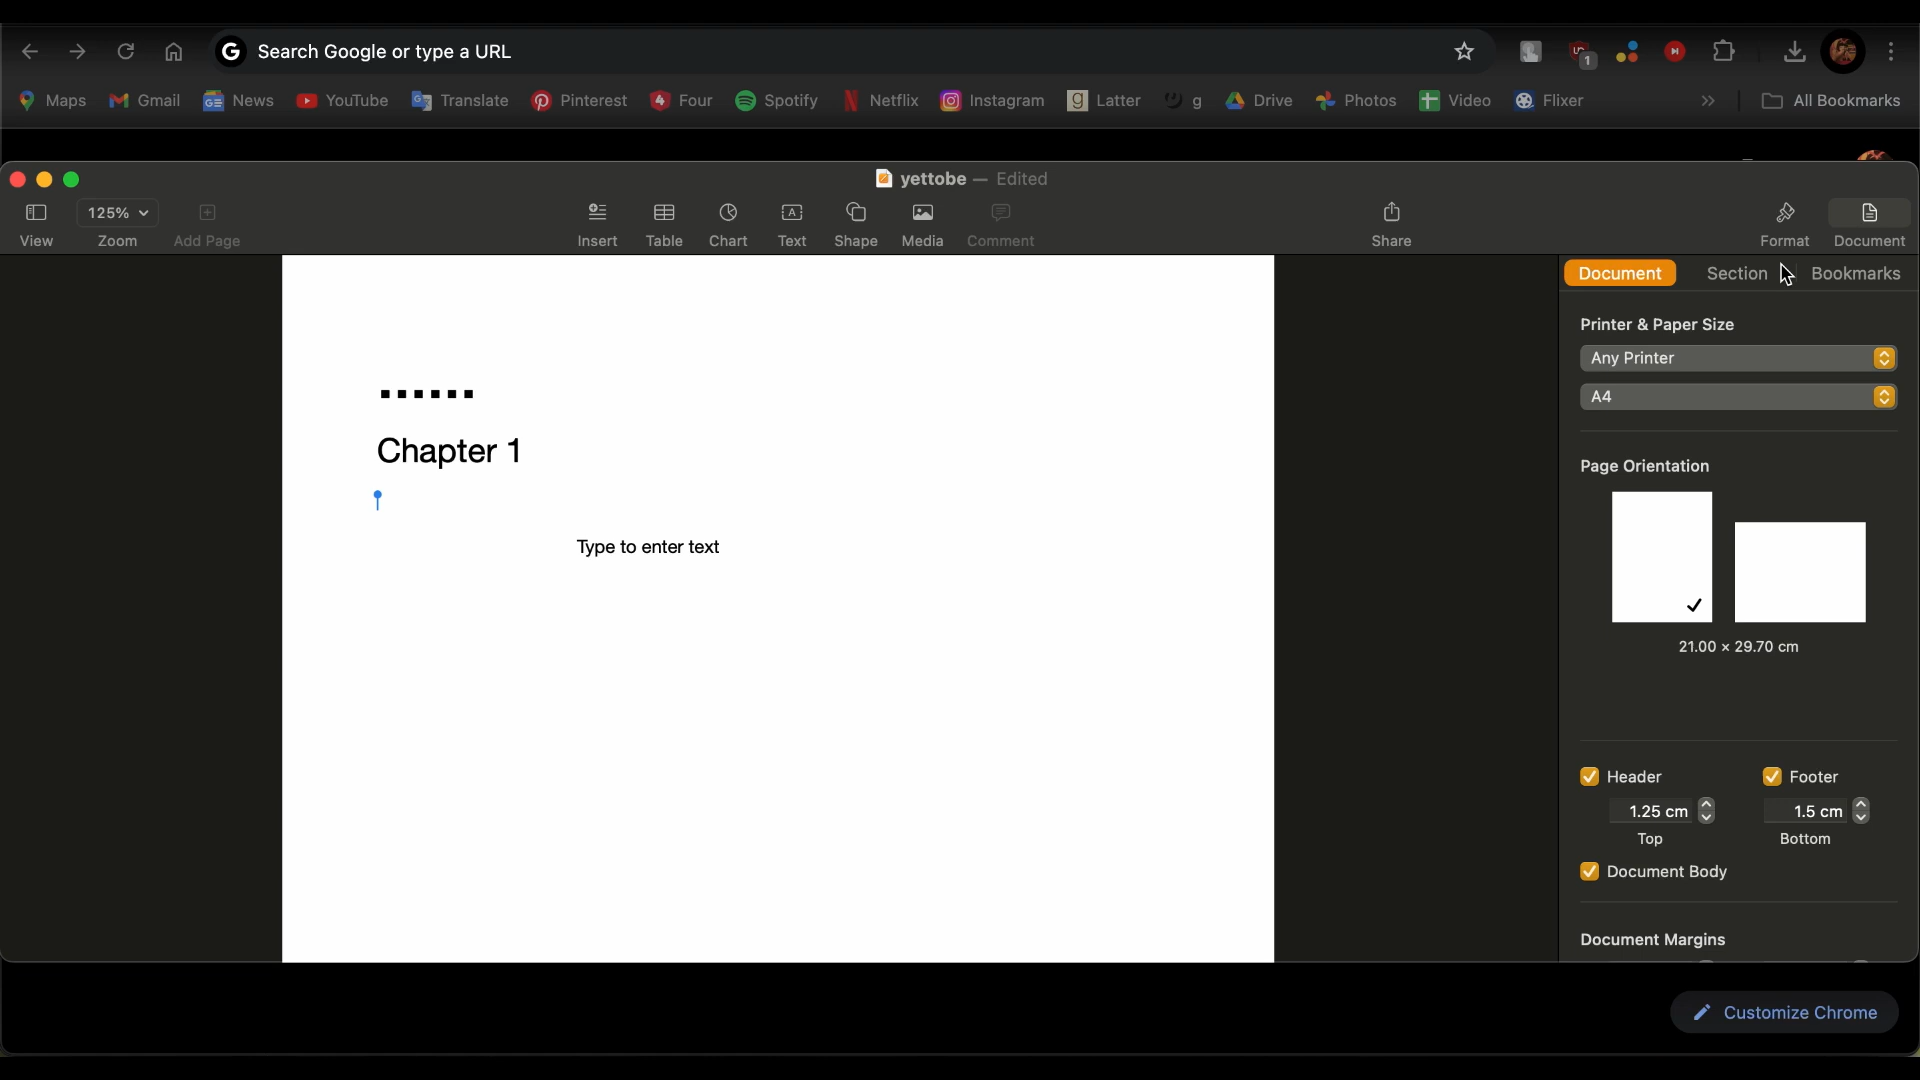 Search Google or type a URL
1
Maps Gmail News YouTube Translate Pinterest Four Spotify Netflix Instagram Latter g Drive Photos Video Flixer » All Bookmarks
yettobe — Edited
125%
View Zoom Add Page Insert Table Chart Text Shape Media Comment Share Format Document
Document Section Bookmarks
Printer & Paper Size
Any Printer
A4
Page Orientation
21.00 × 29.70 cm
Header Footer
1.25 cm 1.5 cm
Top Bottom
Document Body
Document Margins
......
Chapter 1
Type to enter text
Customize Chrome